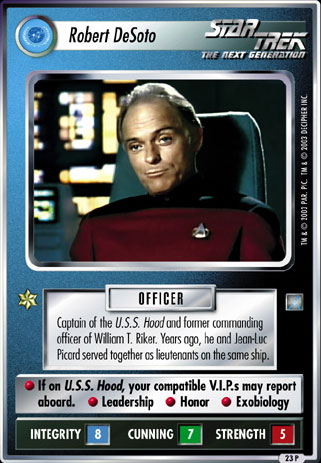 Robert DeSoto
STAR TREK
THE NEXT GENERATION
TM & © 2003 PAR. P.C. TM & © 2003 DECIPHER INC.
OFFICER
Captain of the U.S.S. Hood and former commanding
officer of William T. Riker. Years ago, he and Jean-Luc
Picard served together as lieutenants on the same ship.
If on U.S.S. Hood, your compatible V.I.P.s may report
aboard. • Leadership • Honor • Exobiology
INTEGRITY 8 CUNNING 7 STRENGTH 5
23 P